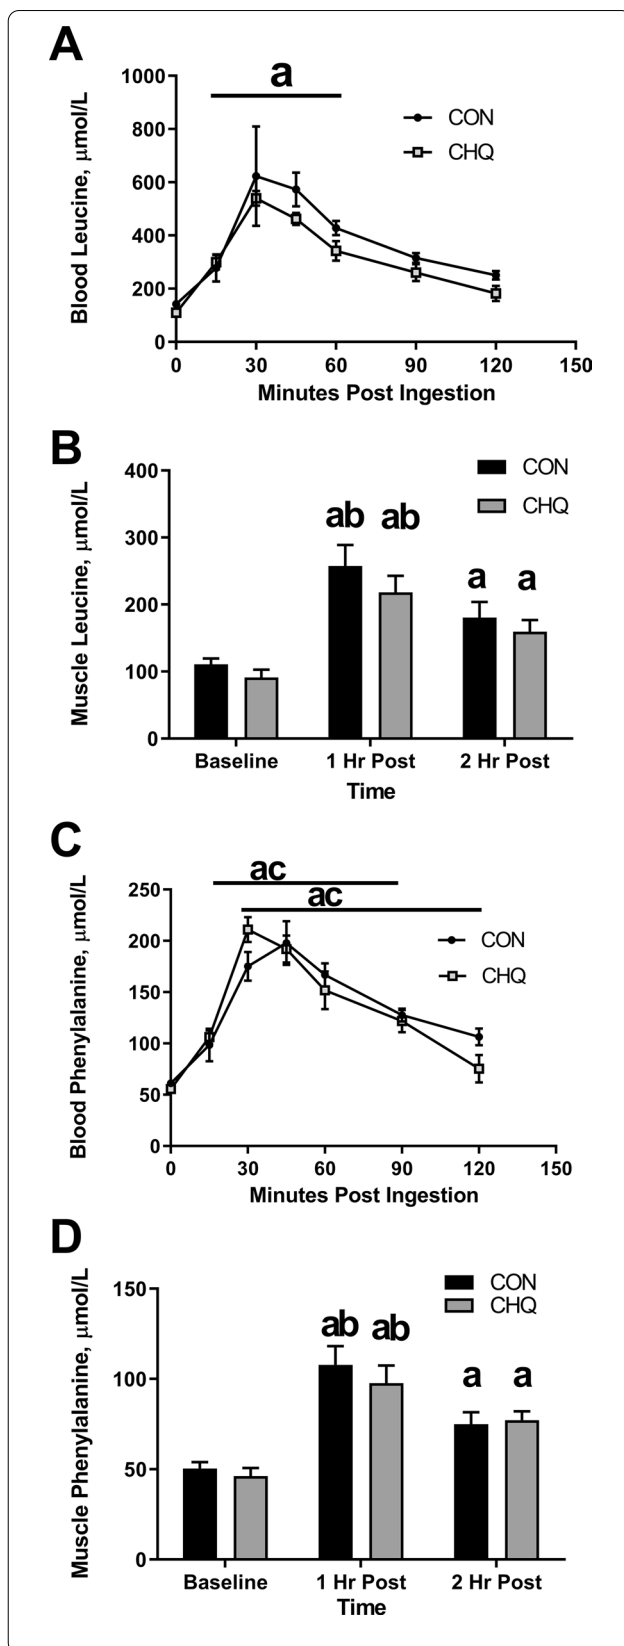 A
a
1000
800
600
400
200
0
Blood Leucine, μmol/L
CON
CHQ
0 30 60 90 120 150
Minutes Post Ingestion
B
400
300
200
100
0
Muscle Leucine, μmol/L
CON
CHQ
ab ab
a a
Baseline 1 Hr Post 2 Hr Post
Time
C
ac
ac
250
200
150
100
50
0
Blood Phenylalanine, μmol/L
CON
CHQ
0 30 60 90 120 150
Minutes Post Ingestion
D
150
100
50
0
Muscle Phenylalanine, μmol/L
CON
CHQ
ab ab
a a
Baseline 1 Hr Post 2 Hr Post
Time